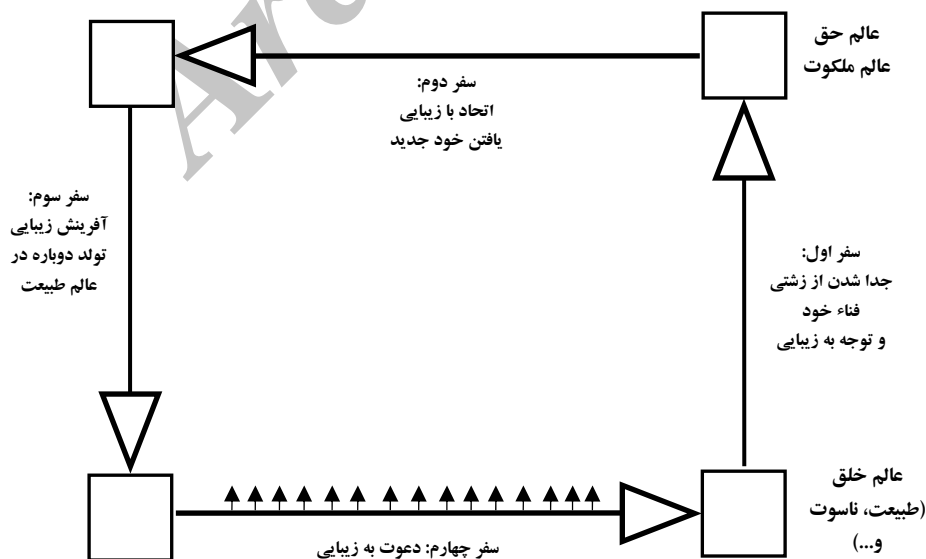 عالم حق
عالم ملکوت
سفر دوم:
اتحاد با زیبایی
یافتن خود جدید
سفر سوم:
آفرینش زیبایی
تولد دوباره در
عالم طبیعت
سفر اول:
جدا شدن از زشتی
فناء خود
و توجه به زیبایی
عالم خلق
(طبیعت، ناسوت
و...)
سفر چهارم: دعوت به زیبایی